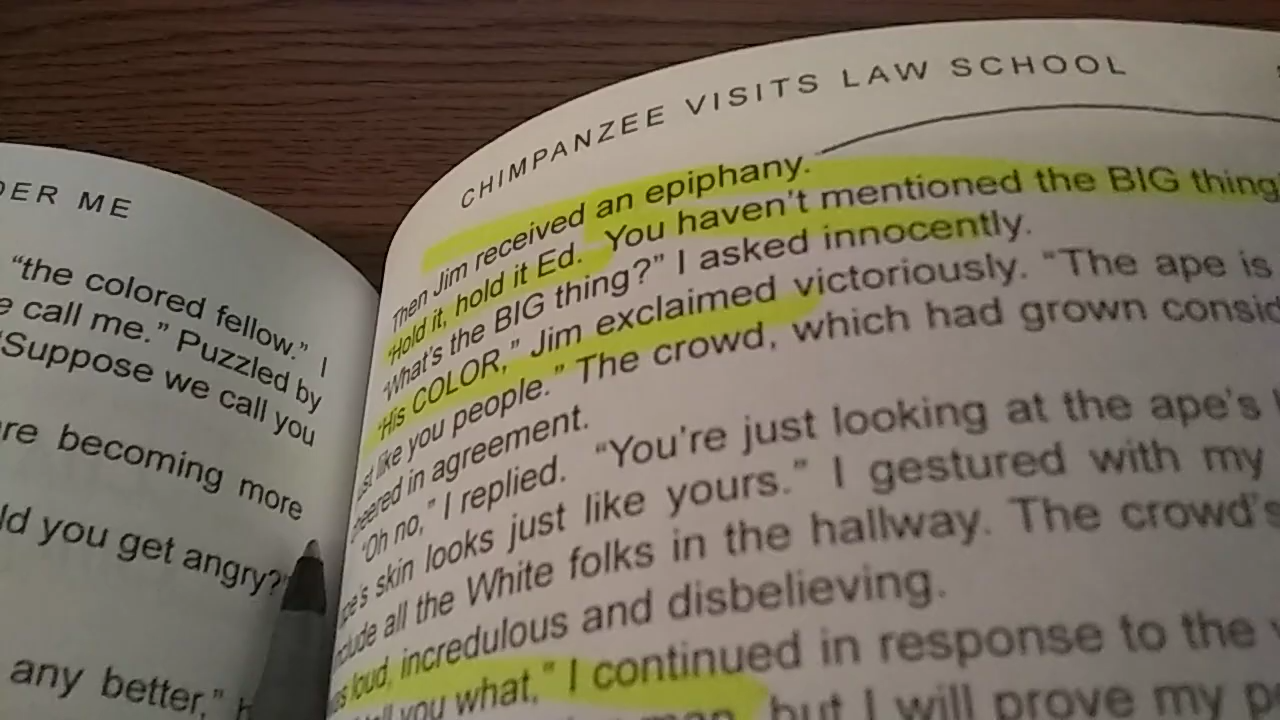 DER ME
"the colored fellow." I
call me." Puzzled by
"Suppose we call you
becoming more
you get angry?"
any better,"
CHIMPANZEE VISITS LAW SCHOOL
Then Jim received an epiphany.
"Hold it, hold it Ed. You haven't mentioned the BIG thing
"What's the BIG thing?" I asked innocently.
"His COLOR," Jim exclaimed victoriously. "The ape is
like you people." The crowd, which had grown
in agreement.
"Oh no," I replied. "You're just looking at the ape's
skin looks just like yours." I gestured with my
all the White folks in the hallway. The crowd's
loud, incredulous and disbelieving.
you what," I continued in response to the
but I will prove my